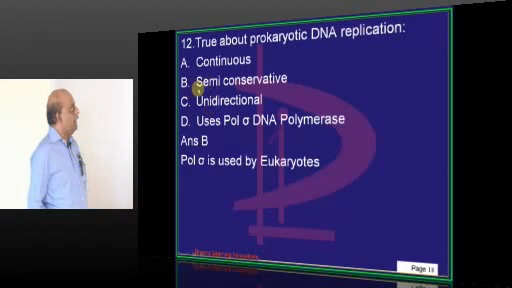 12.True about prokaryotic DNA replication:
A. Continuous
B. Semi conservative
C. Unidirectional
D. Uses Pol σ DNA Polymerase
Ans B
Pol σ is used by Eukaryotes
Page 18